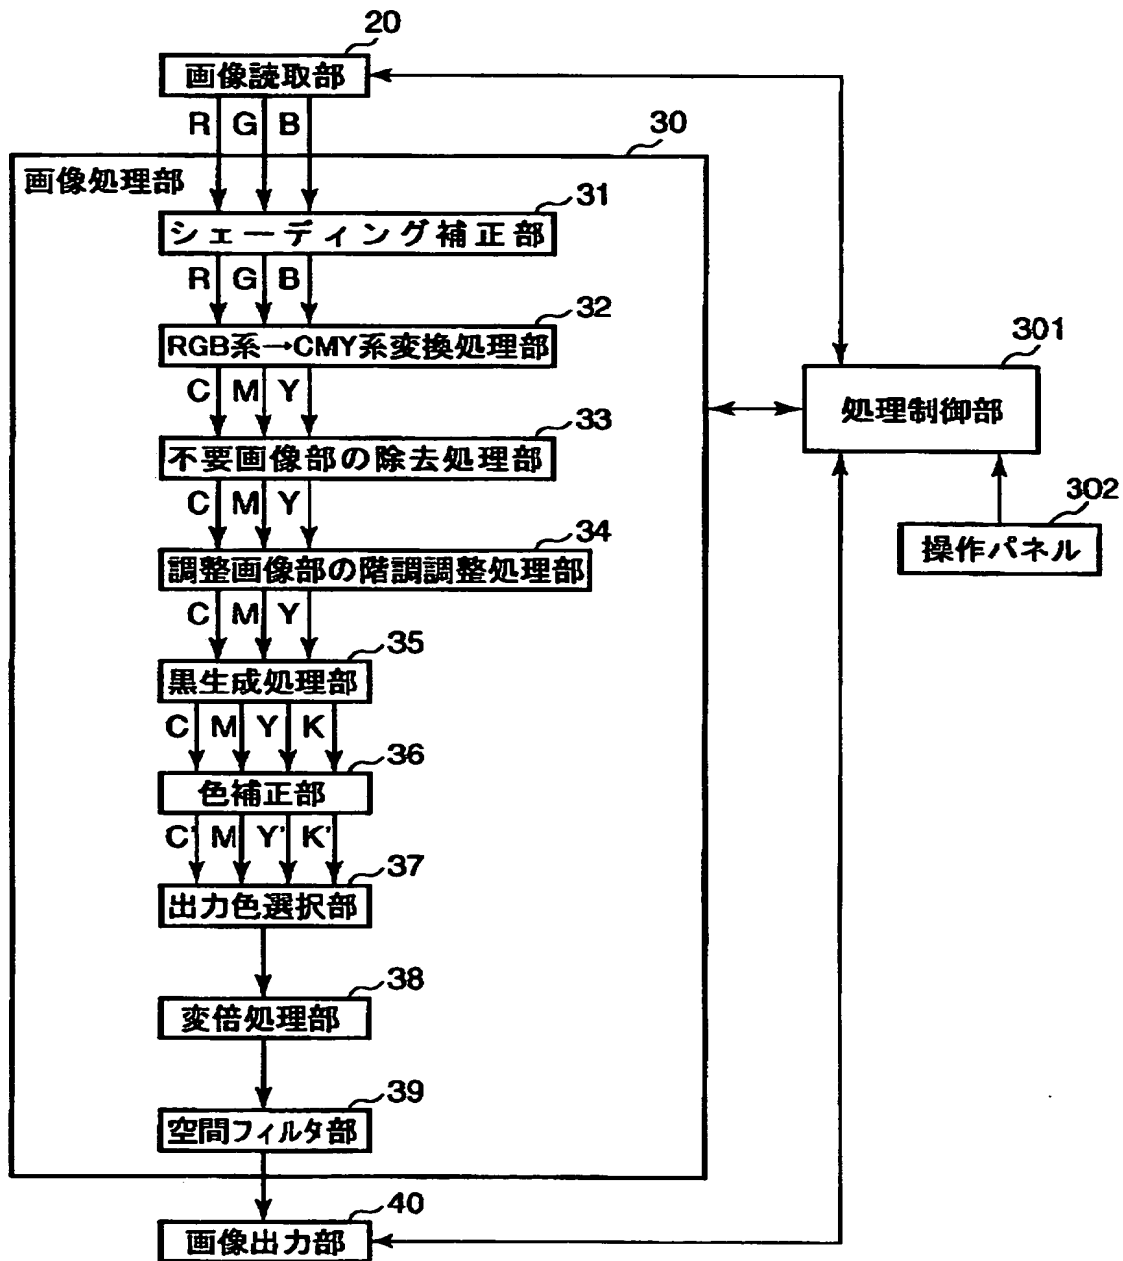 20
画像読取部
R G B
30
画像処理部
31
シェーディング補正部
R G B
32
RGB系→CMY系変換処理部
C M Y
301
処理制御部
33
不要画像部の除去処理部
C M Y
302
操作パネル
34
調整画像部の階調調整処理部
C M Y
35
黒生成処理部
C M Y K
36
色補正部
C' M Y' K'
37
出力色選択部
38
変倍処理部
39
空間フィルタ部
40
画像出力部